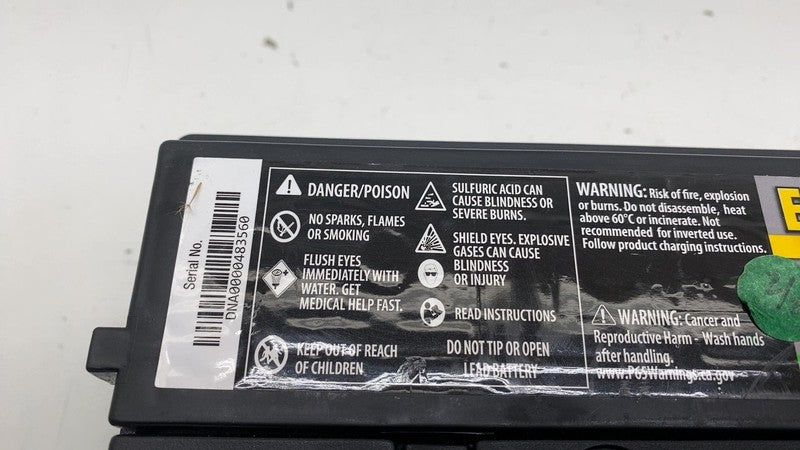 Serial No.
DNA0000483560
DANGER/POISON
NO SPARKS, FLAMES
OR SMOKING
FLUSH EYES
IMMEDIATELY WITH
WATER. GET
MEDICAL HELP FAST.
KEEP OUT OF REACH
OF CHILDREN
SULFURIC ACID CAN
CAUSE BLINDNESS OR
SEVERE BURNS.
SHIELD EYES. EXPLOSIVE
GASES CAN CAUSE
BLINDNESS
OR INJURY
READ INSTRUCTIONS
DO NOT TIP OR OPEN
LEAD BATTERY
WARNING: Risk of fire, explosion
or burns. Do not disassemble, heat
above 60°C or incinerate. Not
recommended for inverted use.
Follow product charging instructions.
WARNING: Cancer and
Reproductive Harm - Wash hands
after handling.
www.P65Warnings.ca.gov